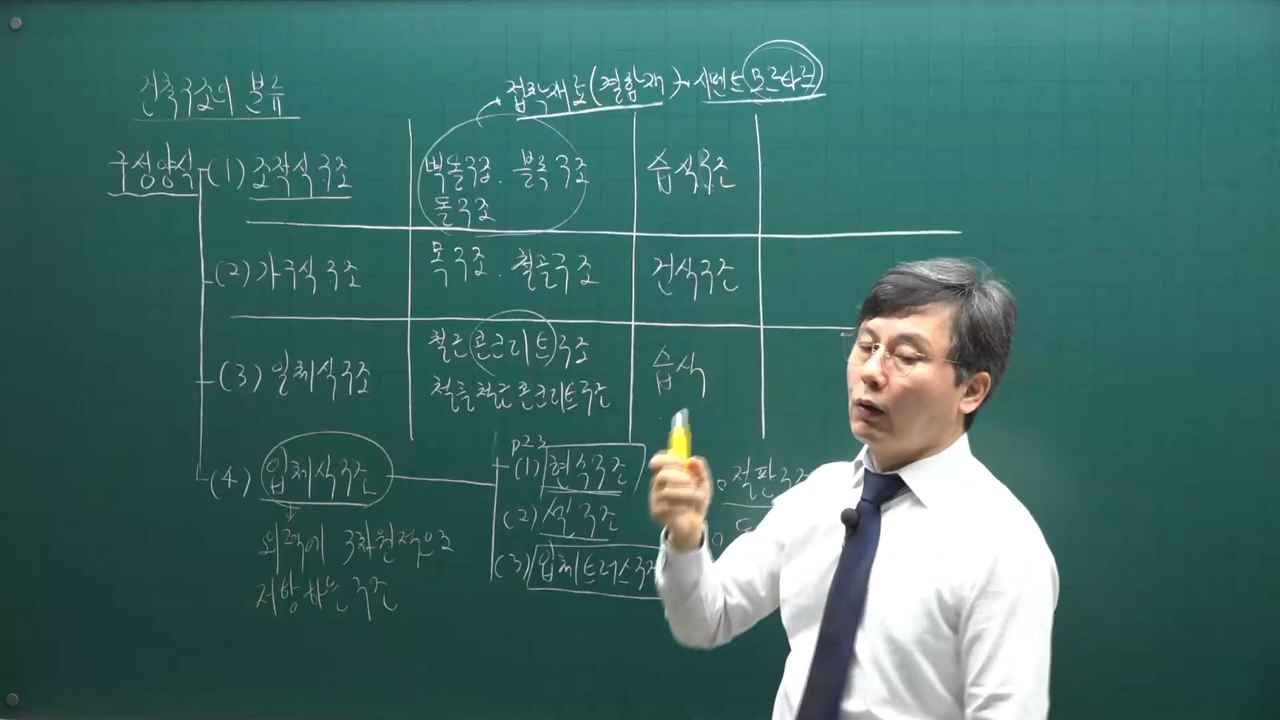 건축구조의 분류
접착재료(결합재)→시멘트모르타르
구성양식
(1) 조적식구조
벽돌구조. 블록구조
돌구조
습식구조
(2) 가구식구조
목구조. 철골구조
건식구조
(3) 일체식구조
철근콘크리트구조
철골철근콘크리트구조
습식
(4) 입체식구조
외력에 3차원적으로
저항하는 구조
P23
(1) 현수구조
(2) 막구조
(3) 입체트러스구조
절판구조